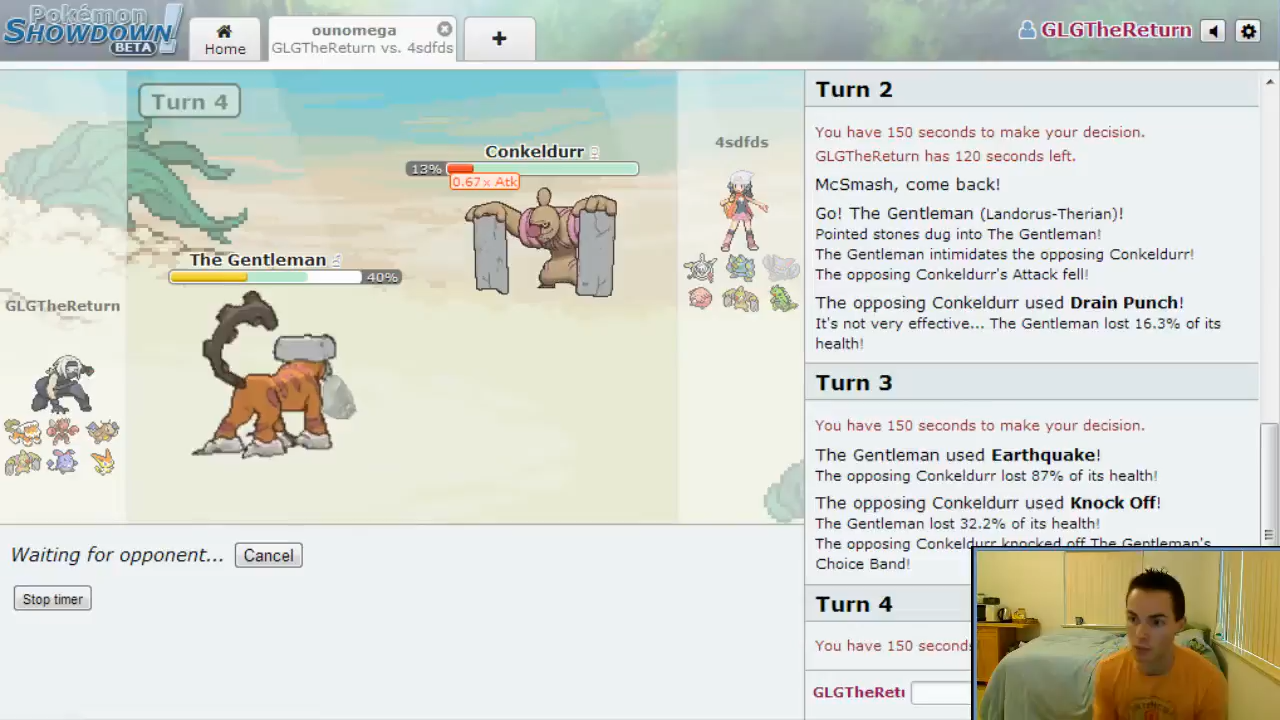 Pokémon
SHOWDOWN!
BETA
Home
ounomega
GLGTheReturn vs. 4sdfds
+
GLGTheReturn
Turn 4
Conkeldurr
13%
0.67x Atk
4sdfds
The Gentleman
40%
GLGTheReturn
Waiting for opponent... Cancel
Stop timer
Turn 2
You have 150 seconds to make your decision.
GLGTheReturn has 120 seconds left.
McSmash, come back!
Go! The Gentleman (Landorus-Therian)!
Pointed stones dug into The Gentleman!
The Gentleman intimidates the opposing Conkeldurr!
The opposing Conkeldurr's Attack fell!
The opposing Conkeldurr used Drain Punch!
It's not very effective... The Gentleman lost 16.3% of its
health!
Turn 3
You have 150 seconds to make your decision.
The Gentleman used Earthquake!
The opposing Conkeldurr lost 87% of its health!
The opposing Conkeldurr used Knock Off!
The Gentleman lost 32.2% of its health!
The opposing Conkeldurr knocked off The Gentleman's
Choice Band!
Turn 4
You have 150 seconds
GLGTheRetu